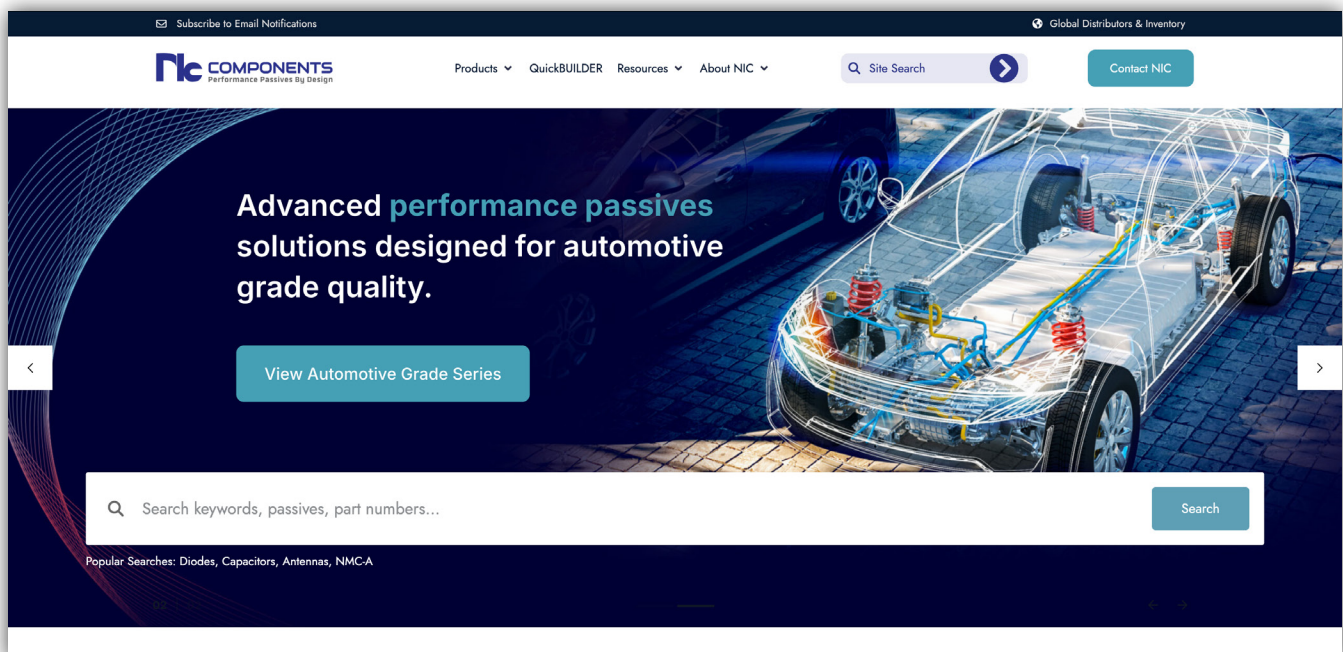 Subscribe to Email Notifications
Global Distributors & Inventory
nic COMPONENTS
Performance Passives By Design
Products
QuickBUILDER
Resources
About NIC
Site Search
Contact NIC
Advanced performance passives
solutions designed for automotive
grade quality.
View Automotive Grade Series
Search keywords, passives, part numbers...
Search
Popular Searches: Diodes, Capacitors, Antennas, NMC-A
02